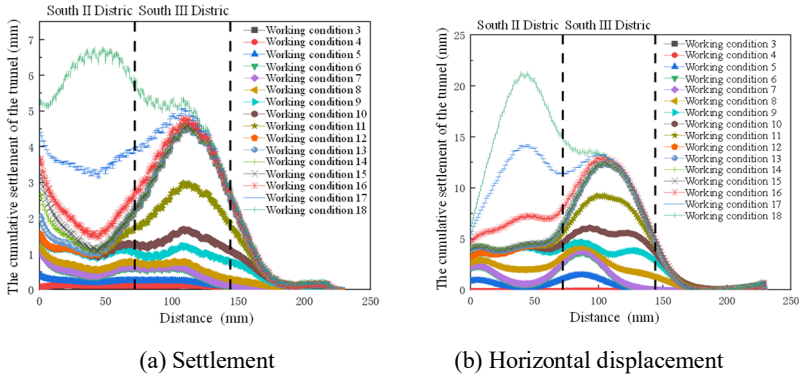 South II Distric South III Distric
The cumulative settlement of the tunnel (mm)
7.5
7
6
5
4
3
2
1
0
0 50 100 150 200 250
Distance (mm)
Working condition 3
Working condition 4
Working condition 5
Working condition 6
Working condition 7
Working condition 8
Working condition 9
Working condition 10
Working condition 11
Working condition 12
Working condition 13
Working condition 14
Working condition 15
Working condition 16
Working condition 17
Working condition 18
(a) Settlement
South II Distric South III Distric
The cumulative settlement of the tunnel (mm)
25
20
15
10
5
0
0 50 100 150 200 250
Distance (mm)
Working condition 3
Working condition 4
Working condition 5
Working condition 6
Working condition 7
Working condition 8
Working condition 9
Working condition 10
Working condition 11
Working condition 12
Working condition 13
Working condition 14
Working condition 15
Working condition 16
Working condition 17
Working condition 18
(b) Horizontal displacement